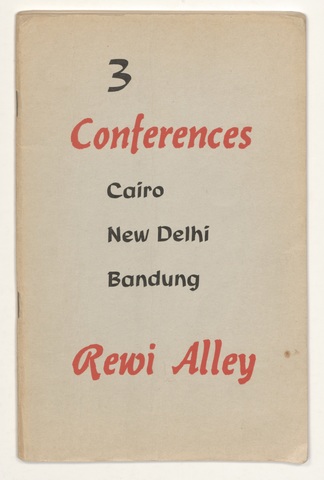 3
Conferences
Cairo
New Delhi
Bandung
Rewi Alley